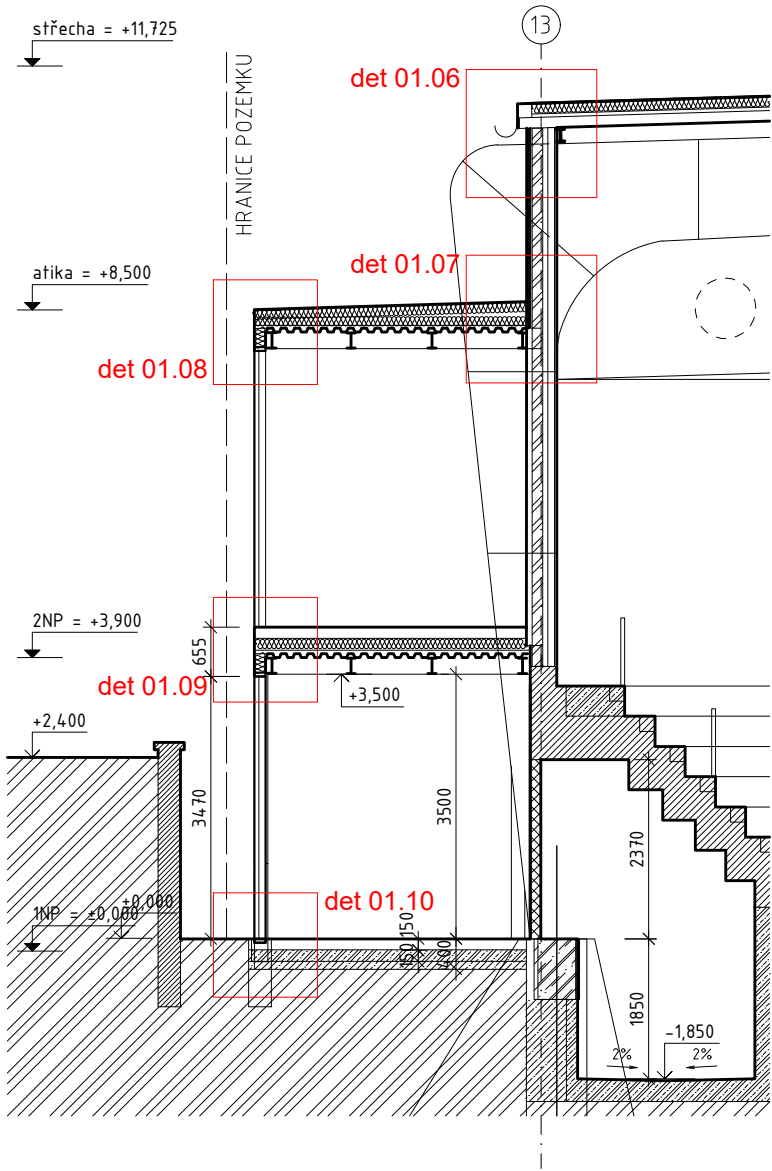 13
střecha = +11,725
det 01.06
HRANICE POZEMKU
atika = +8,500
det 01.07
det 01.08
2NP = +3,900
655
det 01.09
+3,500
+2,400
3470
3500
2370
det 01.10
±0,000
1NP = ±0,000
150
150
400
1850
-1,850
2%
2%